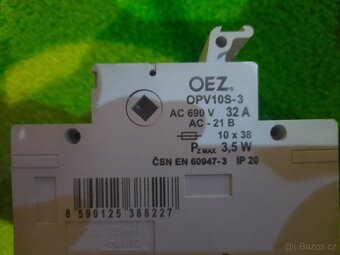 OEZ®
OPV10S-3
AC 690 V 32 A
AC - 21 B
10 x 38
PZ MAX 3,5 W
ČSN EN 60947-3 IP 20
8 590125 388227
bazos.cz